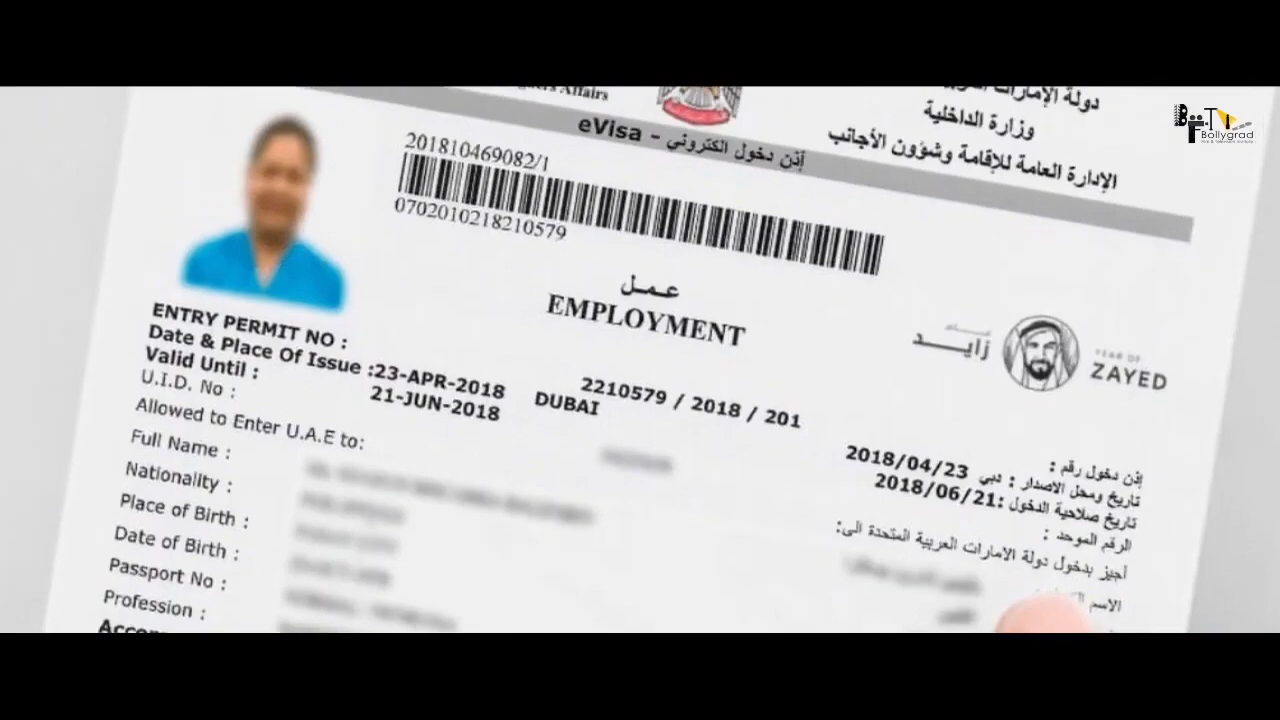 دولة الإمارات
وزارة الداخلية
Affairs
الإدارة العامة للإقامة وشؤون الأجانب
eVisa - إذن دخول الكتروني
Bollygrad
201810469082/1
0702010218210579
عمل
EMPLOYMENT
عام
زايد
YEAR OF
ZAYED
ENTRY PERMIT NO :
2210579 / 2018 / 201
إذن دخول رقم :
Date & Place Of Issue :23-APR-2018 DUBAI
تاريخ ومحل الاصدار : دبي 2018/04/23
Valid Until : 21-JUN-2018
تاريخ صلاحية الدخول :2018/06/21
U.I.D. No :
الرقم الموحد :
Allowed to Enter U.A.E to:
أجيز بدخول دولة الامارات العربية المتحدة الى:
Full Name :
الاسم
Nationality :
Place of Birth :
Date of Birth :
Passport No :
Profession :